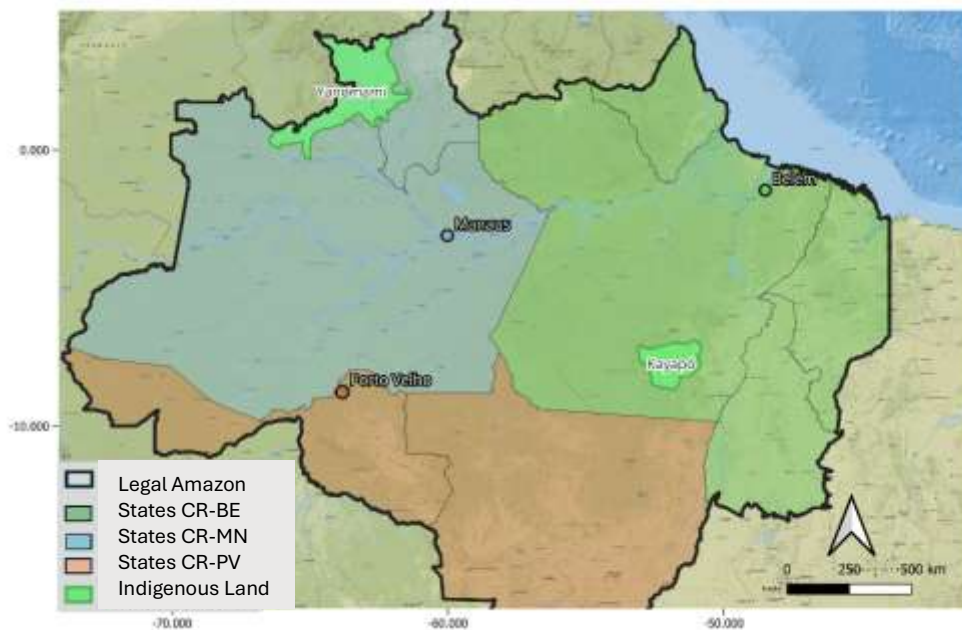 Yanomami
0.000
Belém
Manaus
Kayapó
Porto Velho
-10.000
Legal Amazon
States CR-BE
States CR-MN
States CR-PV
Indigenous Land
0 250 500 km
-70.000 -60.000 -50.000